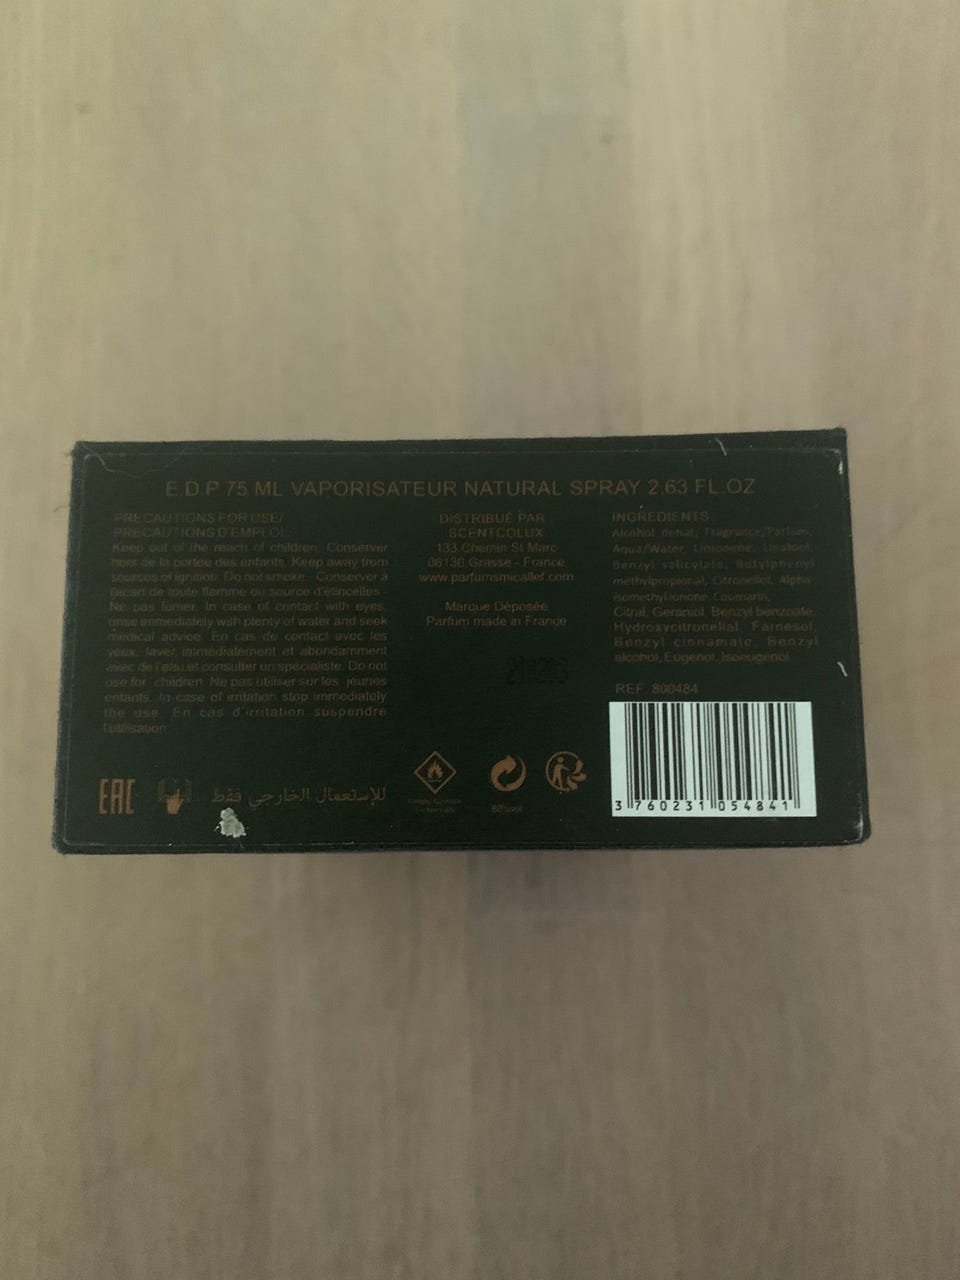 E.D.P 75 ML VAPORISATEUR NATURAL SPRAY 2.63 FL.OZ
PRECAUTIONS FOR USE/
PRECAUTIONS D'EMPLOI:
Keep out of the reach of children. Conserver
hors de la portée des enfants. Keep away from
sources of ignition. Do not smoke. Conserver à
l'écart de toute flamme ou source d'étincelles -
Ne pas fumer. In case of contact with eyes,
rinse immediately with plenty of water and seek
medical advice. En cas de contact avec les
yeux, laver immédiatement et abondamment
avec de l'eau et consulter un spécialiste. Do not
use for children. Ne pas utiliser sur les jeunes
enfants. In case of irritation stop immediately
the use. En cas d'irritation suspendre
l'utilisation
EAC
للإستعمال الخارجي فقط
DISTRIBUÉ PAR
SCENTCOLUX
133 Chemin St Marc
06130 Grasse - France
www.parfumsmicallef.com
Marque Déposée
Parfum made in France
INGREDIENTS:
Alcohol denat, Fragrance/Parfum,
Aqua/Water, Limonene, Linalool,
Benzyl salicylate, Butylphenyl
methylpropional, Citronellol, Alpha-
isomethylionone, Coumarin,
Citral, Geraniol, Benzyl benzoate,
Hydroxycitronellal, Farnesol,
Benzyl cinnamate, Benzyl
alcohol, Eugenol, Isoeugenol
REF. 860484
3 760231 054841